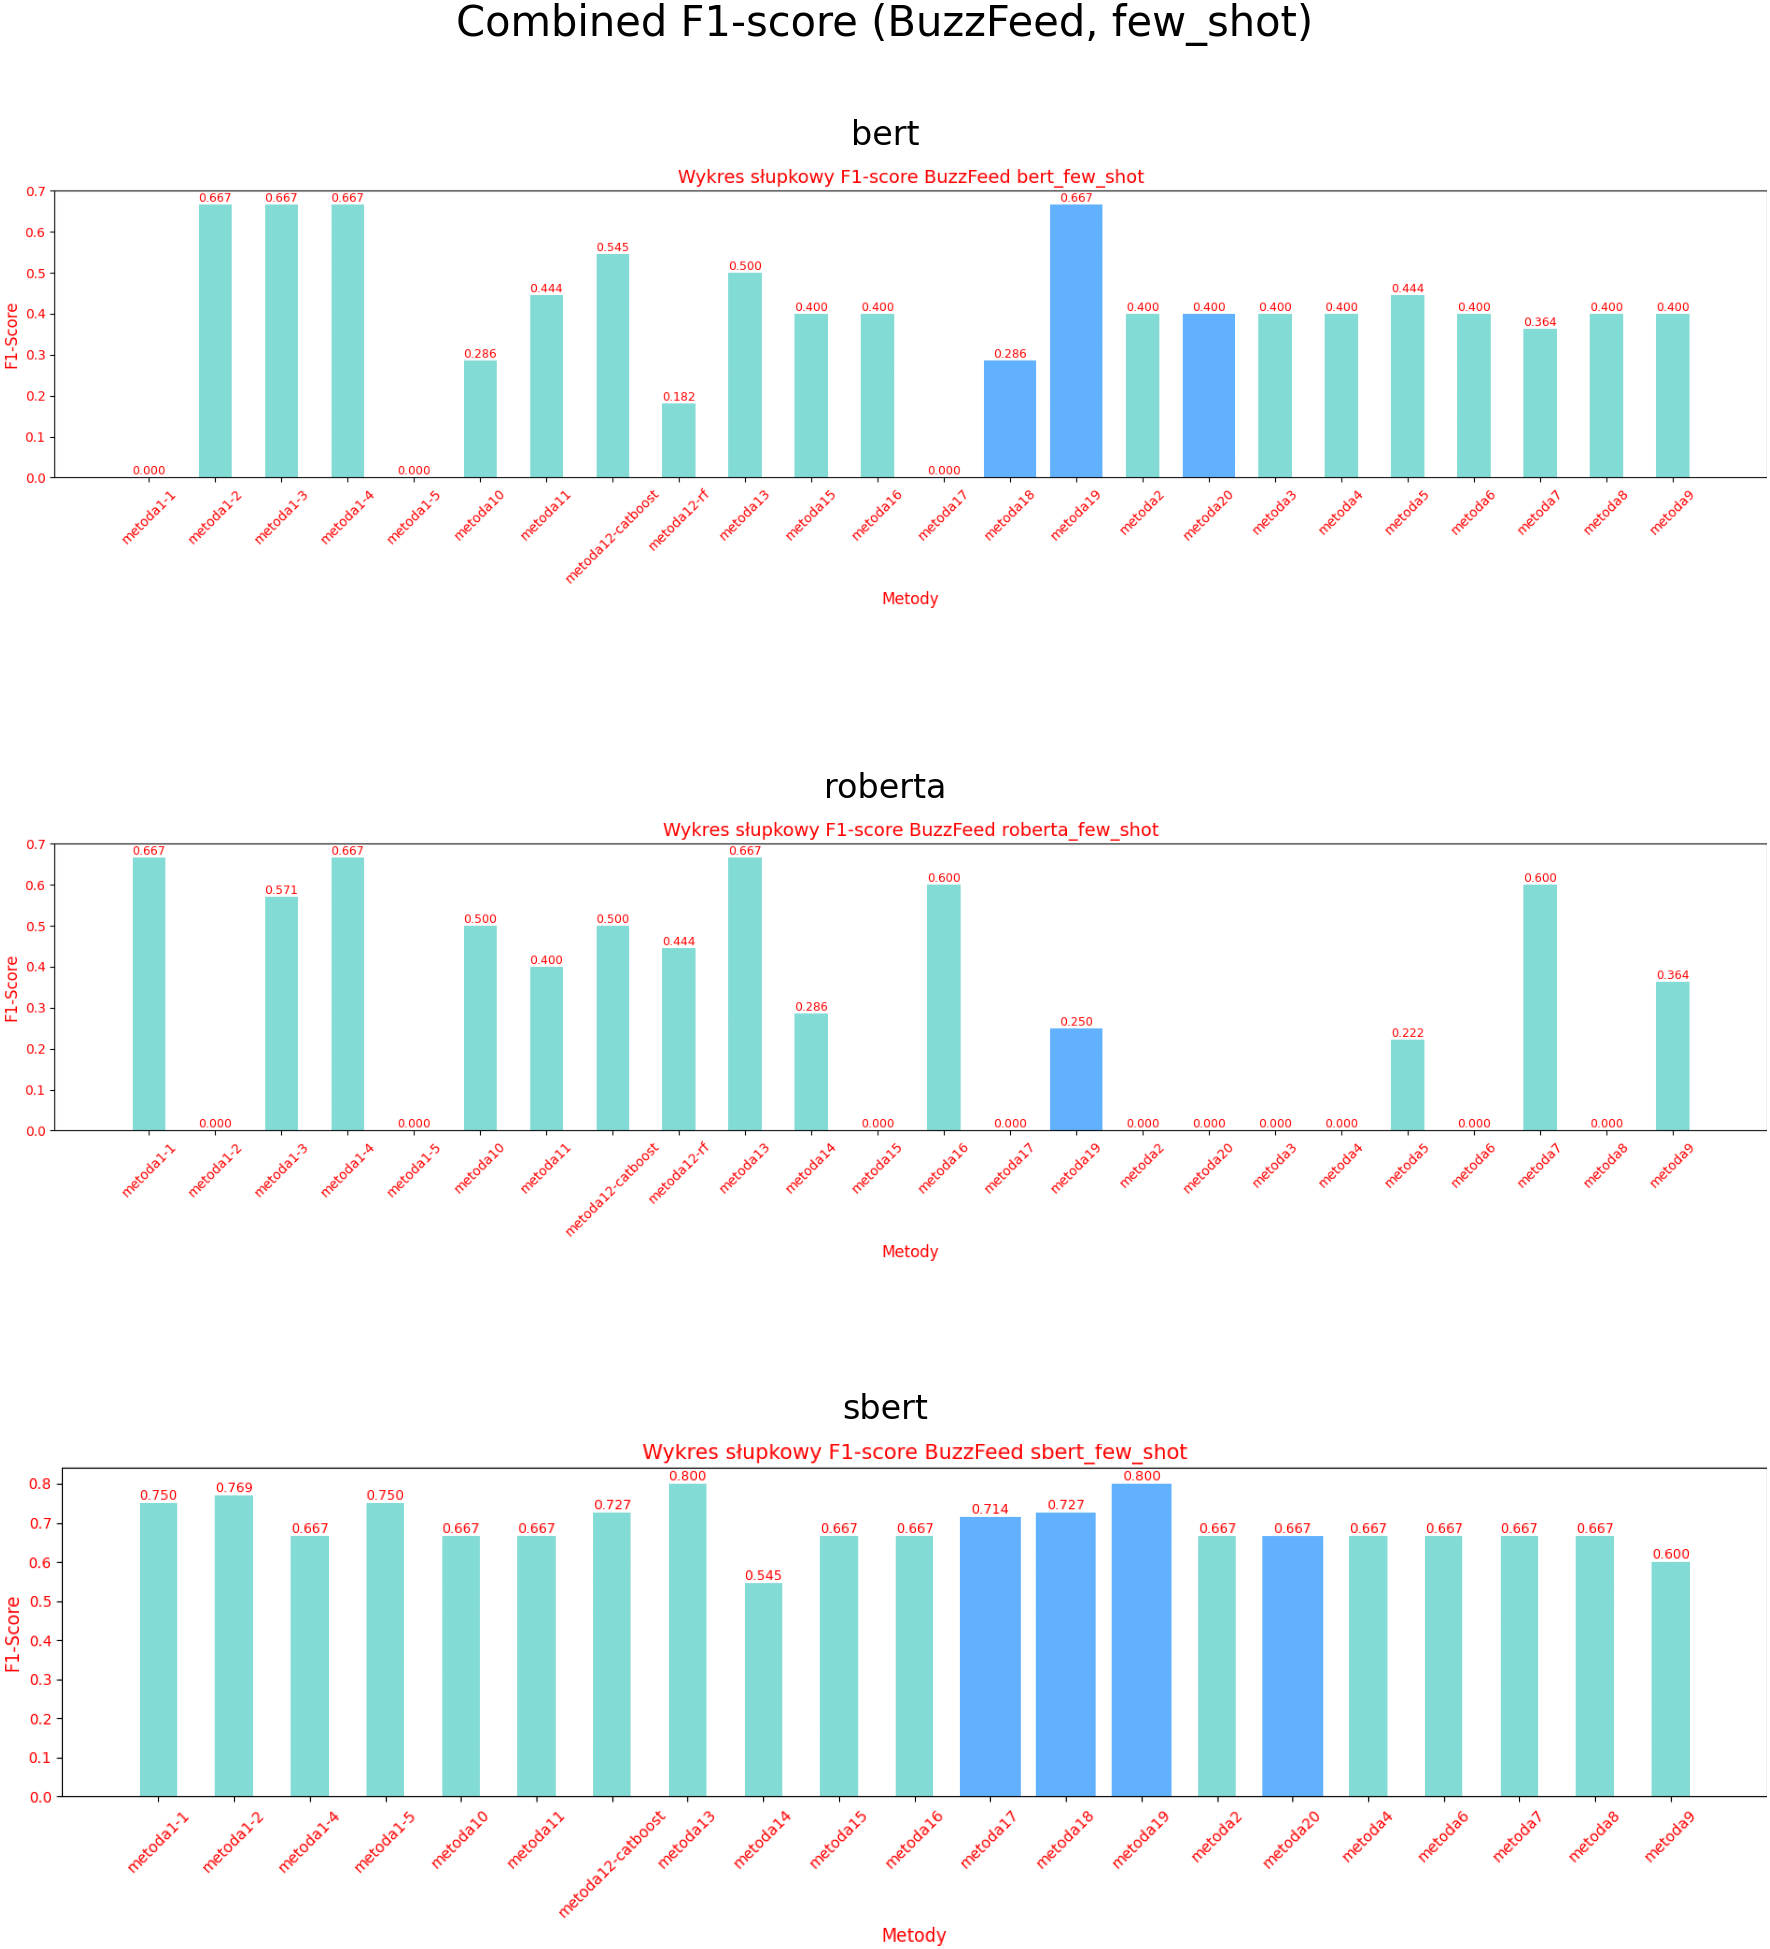 Combined F1-score (BuzzFeed, few_shot)
bert
Wykres słupkowy F1-score BuzzFeed bert_few_shot
F1-Score
0.7
0.6
0.5
0.4
0.3
0.2
0.1
0.0
0.000 0.667 0.667 0.667 0.000 0.286 0.444 0.545 0.182 0.500 0.400 0.400 0.000 0.286 0.667 0.400 0.400 0.400 0.400 0.444 0.400 0.364 0.400 0.400
metoda1-1 metoda1-2 metoda1-3 metoda1-4 metoda1-5 metoda10 metoda11 metoda12-catboost metoda12-rf metoda13 metoda15 metoda16 metoda17 metoda18 metoda19 metoda2 metoda20 metoda3 metoda4 metoda5 metoda6 metoda7 metoda8 metoda9
Metody
roberta
Wykres słupkowy F1-score BuzzFeed roberta_few_shot
F1-Score
0.7
0.6
0.5
0.4
0.3
0.2
0.1
0.0
0.667 0.000 0.571 0.667 0.000 0.500 0.400 0.500 0.444 0.667 0.286 0.000 0.600 0.000 0.250 0.000 0.000 0.000 0.000 0.222 0.000 0.600 0.000 0.364
metoda1-1 metoda1-2 metoda1-3 metoda1-4 metoda1-5 metoda10 metoda11 metoda12-catboost metoda12-rf metoda13 metoda14 metoda15 metoda16 metoda17 metoda19 metoda2 metoda20 metoda3 metoda4 metoda5 metoda6 metoda7 metoda8 metoda9
Metody
sbert
Wykres słupkowy F1-score BuzzFeed sbert_few_shot
F1-Score
0.8
0.7
0.6
0.5
0.4
0.3
0.2
0.1
0.0
0.750 0.769 0.667 0.750 0.667 0.667 0.727 0.800 0.545 0.667 0.667 0.714 0.727 0.800 0.667 0.667 0.667 0.667 0.667 0.667 0.600
metoda1-1 metoda1-2 metoda1-4 metoda1-5 metoda10 metoda11 metoda12-catboost metoda13 metoda14 metoda15 metoda16 metoda17 metoda18 metoda19 metoda2 metoda20 metoda4 metoda6 metoda7 metoda8 metoda9
Metody